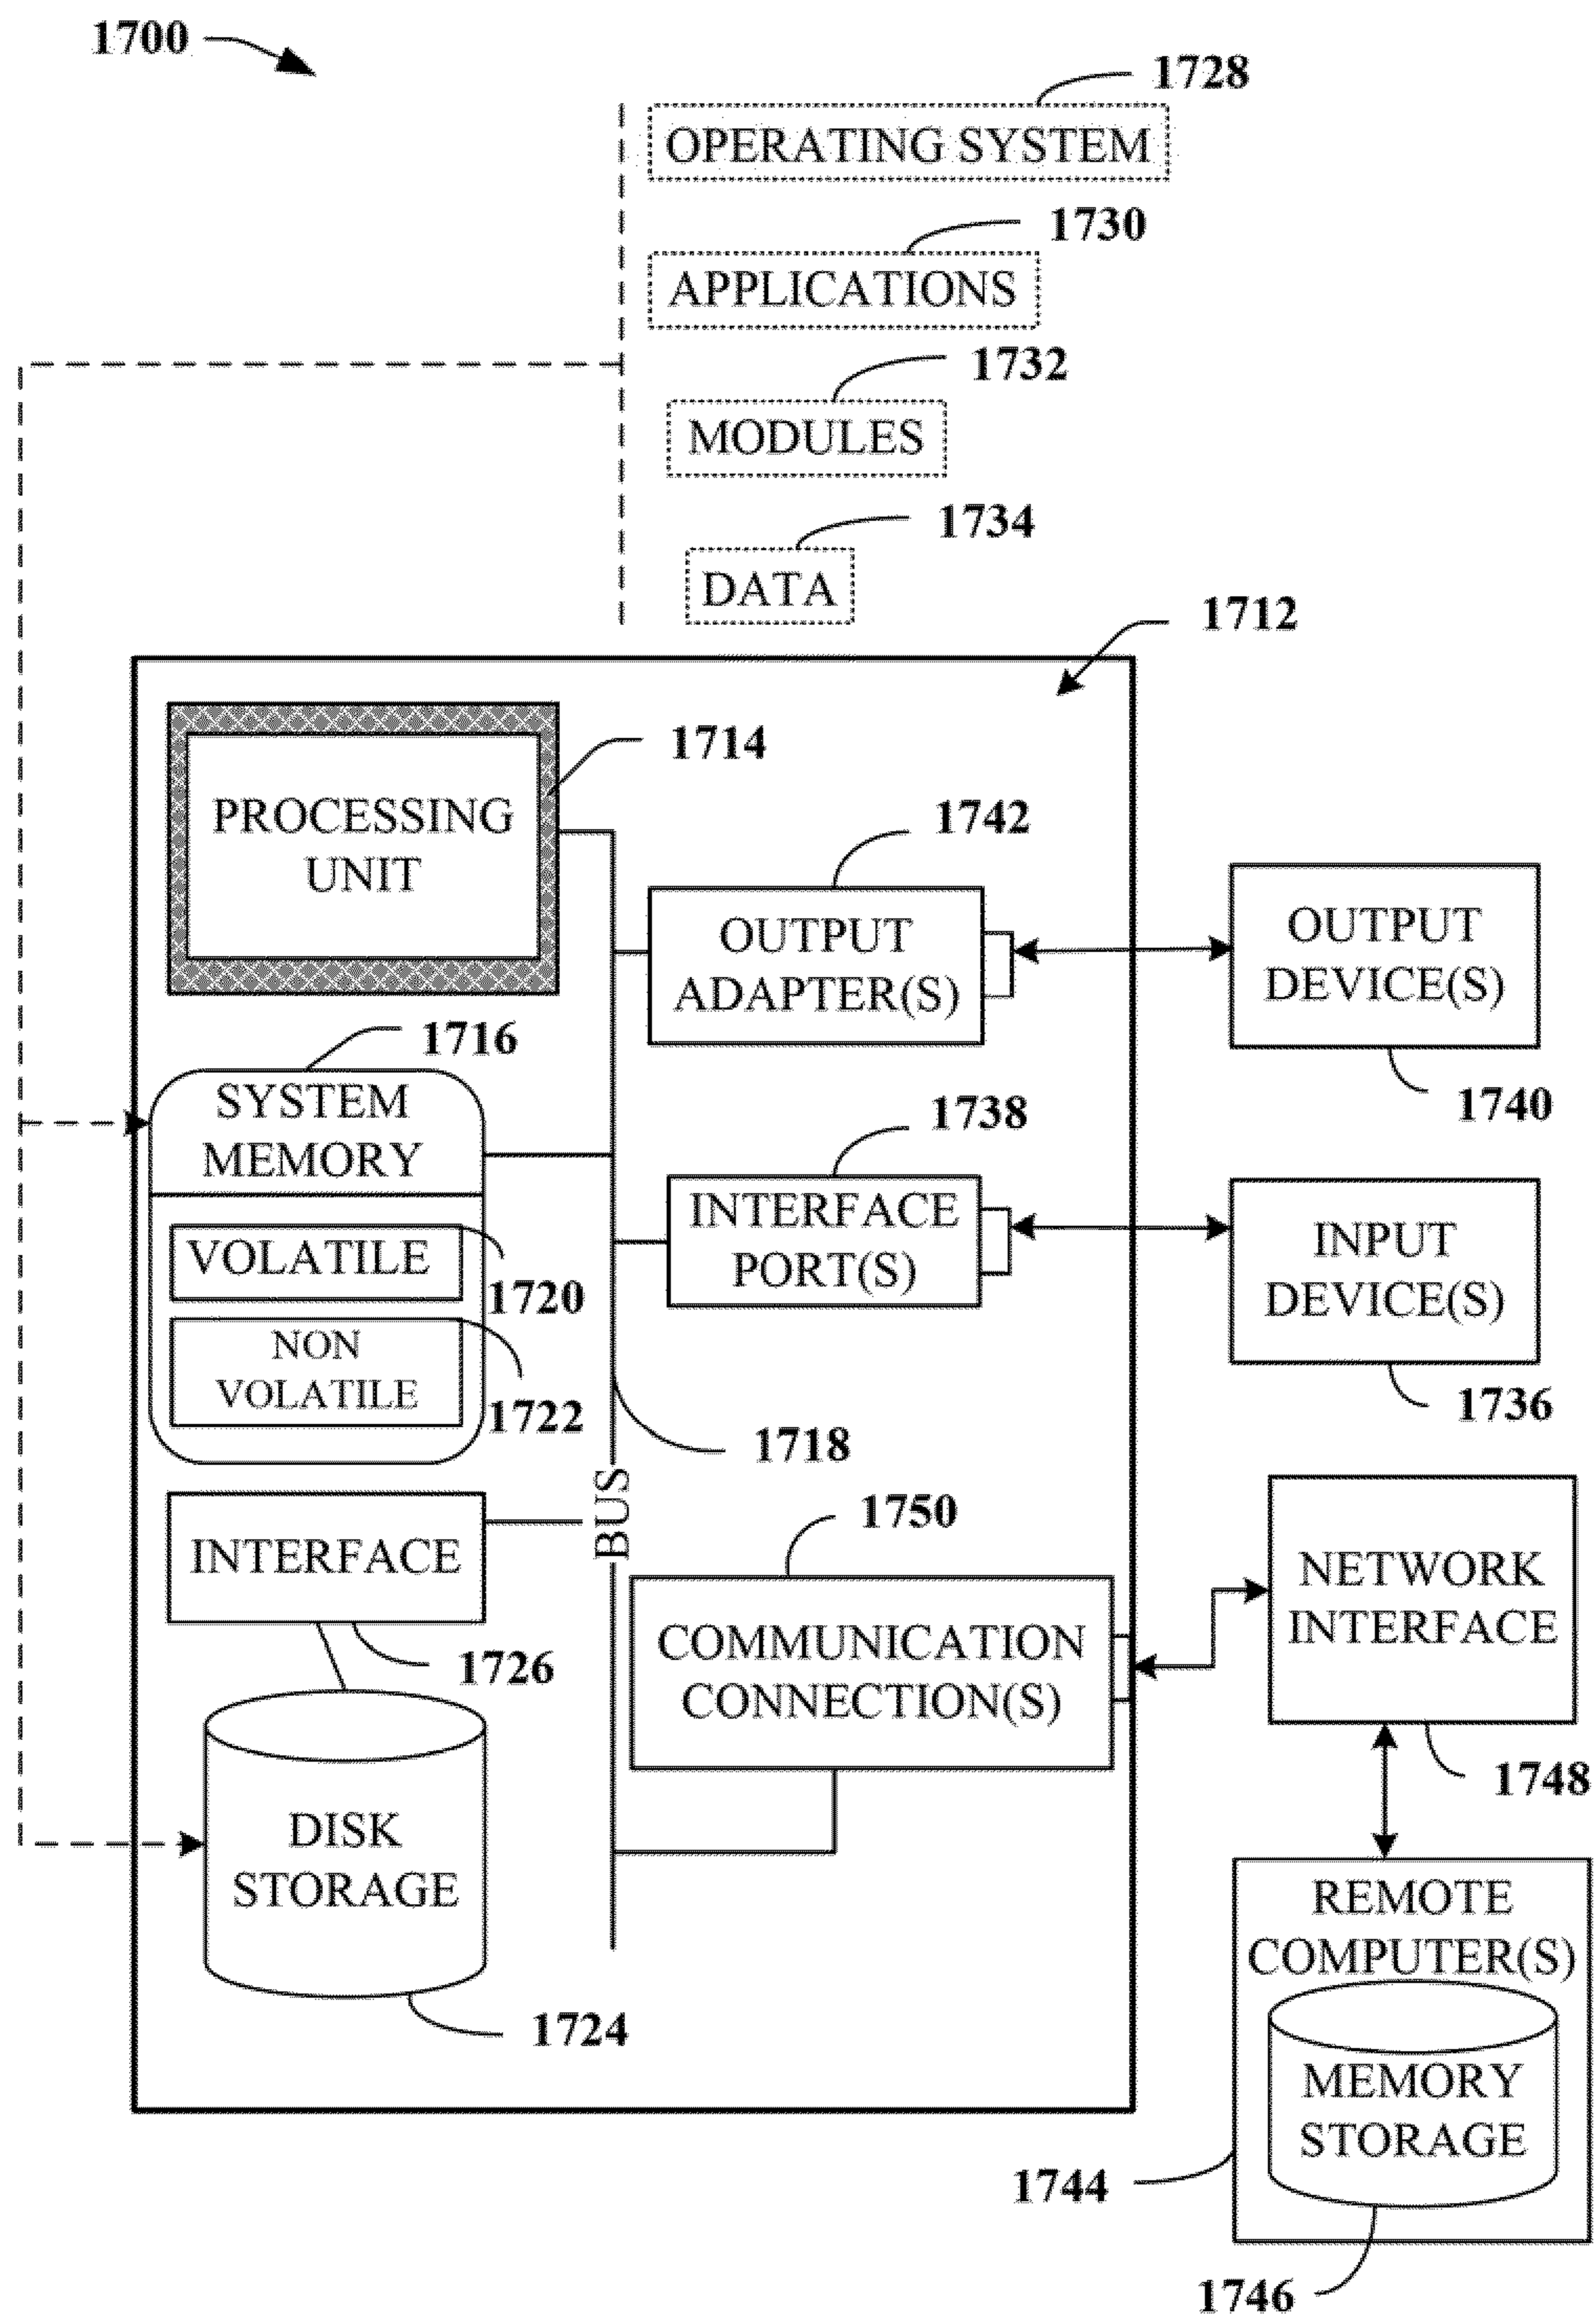 1700
1728
OPERATING SYSTEM
1730
APPLICATIONS
1732
MODULES
1734
DATA
1712
1714
PROCESSING
UNIT
1742
OUTPUT
ADAPTER(S)
OUTPUT
DEVICE(S)
1740
1716
SYSTEM
MEMORY
1738
INTERFACE
PORT(S)
INPUT
DEVICE(S)
1736
VOLATILE
1720
NON
VOLATILE
1722
1718
BUS
INTERFACE
1726
1750
COMMUNICATION
CONNECTION(S)
NETWORK
INTERFACE
1748
DISK
STORAGE
1724
REMOTE
COMPUTER(S)
MEMORY
STORAGE
1744
1746